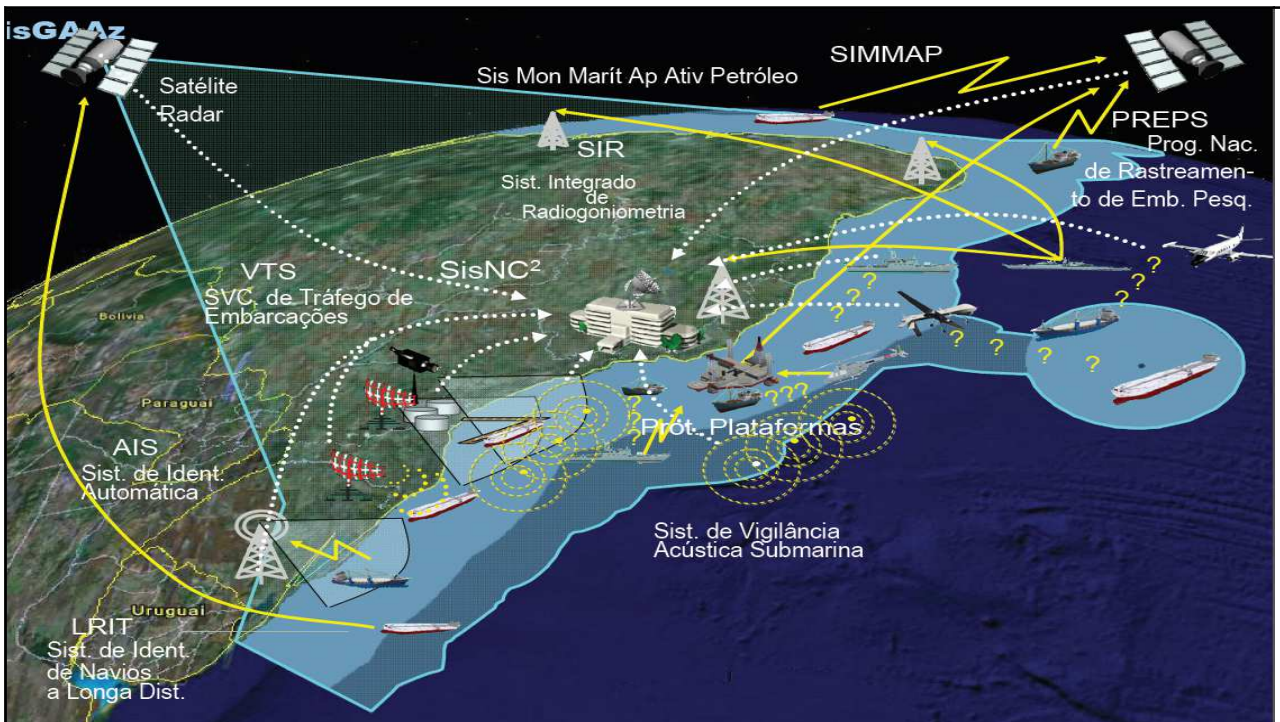 isGAAz
Satélite
Radar
Sis Mon Marít Ap Ativ Petróleo
SIMMAP
PREPS
Prog. Nac.
de Rastreamen-
to de Emb. Pesq.
SIR
Sist. Integrado
de
Radiogoniometria
VTS
SVC. de Tráfego de
Embarcações
SisNC²
Bolívia
Paraguai
AIS
Sist. de Ident.
Automática
?
?
?
?
?
?
?
?
?
?
?
?
???
Prot. Plataformas
Sist. de Vigilância
Acústica Submarina
Uruguai
LRIT
Sist. de Ident.
de Navios
a Longa Dist.